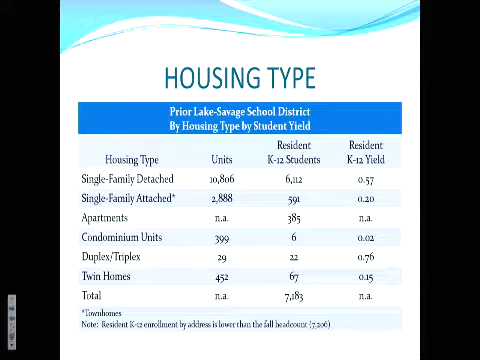 HOUSING TYPE
Prior Lake-Savage School District
By Housing Type by Student Yield
Housing Type Units Resident K-12 Students Resident K-12 Yield
Single-Family Detached 10,806 6,112 0.57
Single-Family Attached* 2,888 591 0.20
Apartments n.a. 385 n.a.
Condominium Units 399 6 0.02
Duplex/Triplex 29 22 0.76
Twin Homes 452 67 0.15
Total n.a. 7,183 n.a.
*Townhomes
Note: Resident K-12 enrollment by address is lower than the fall headcount (7,206)